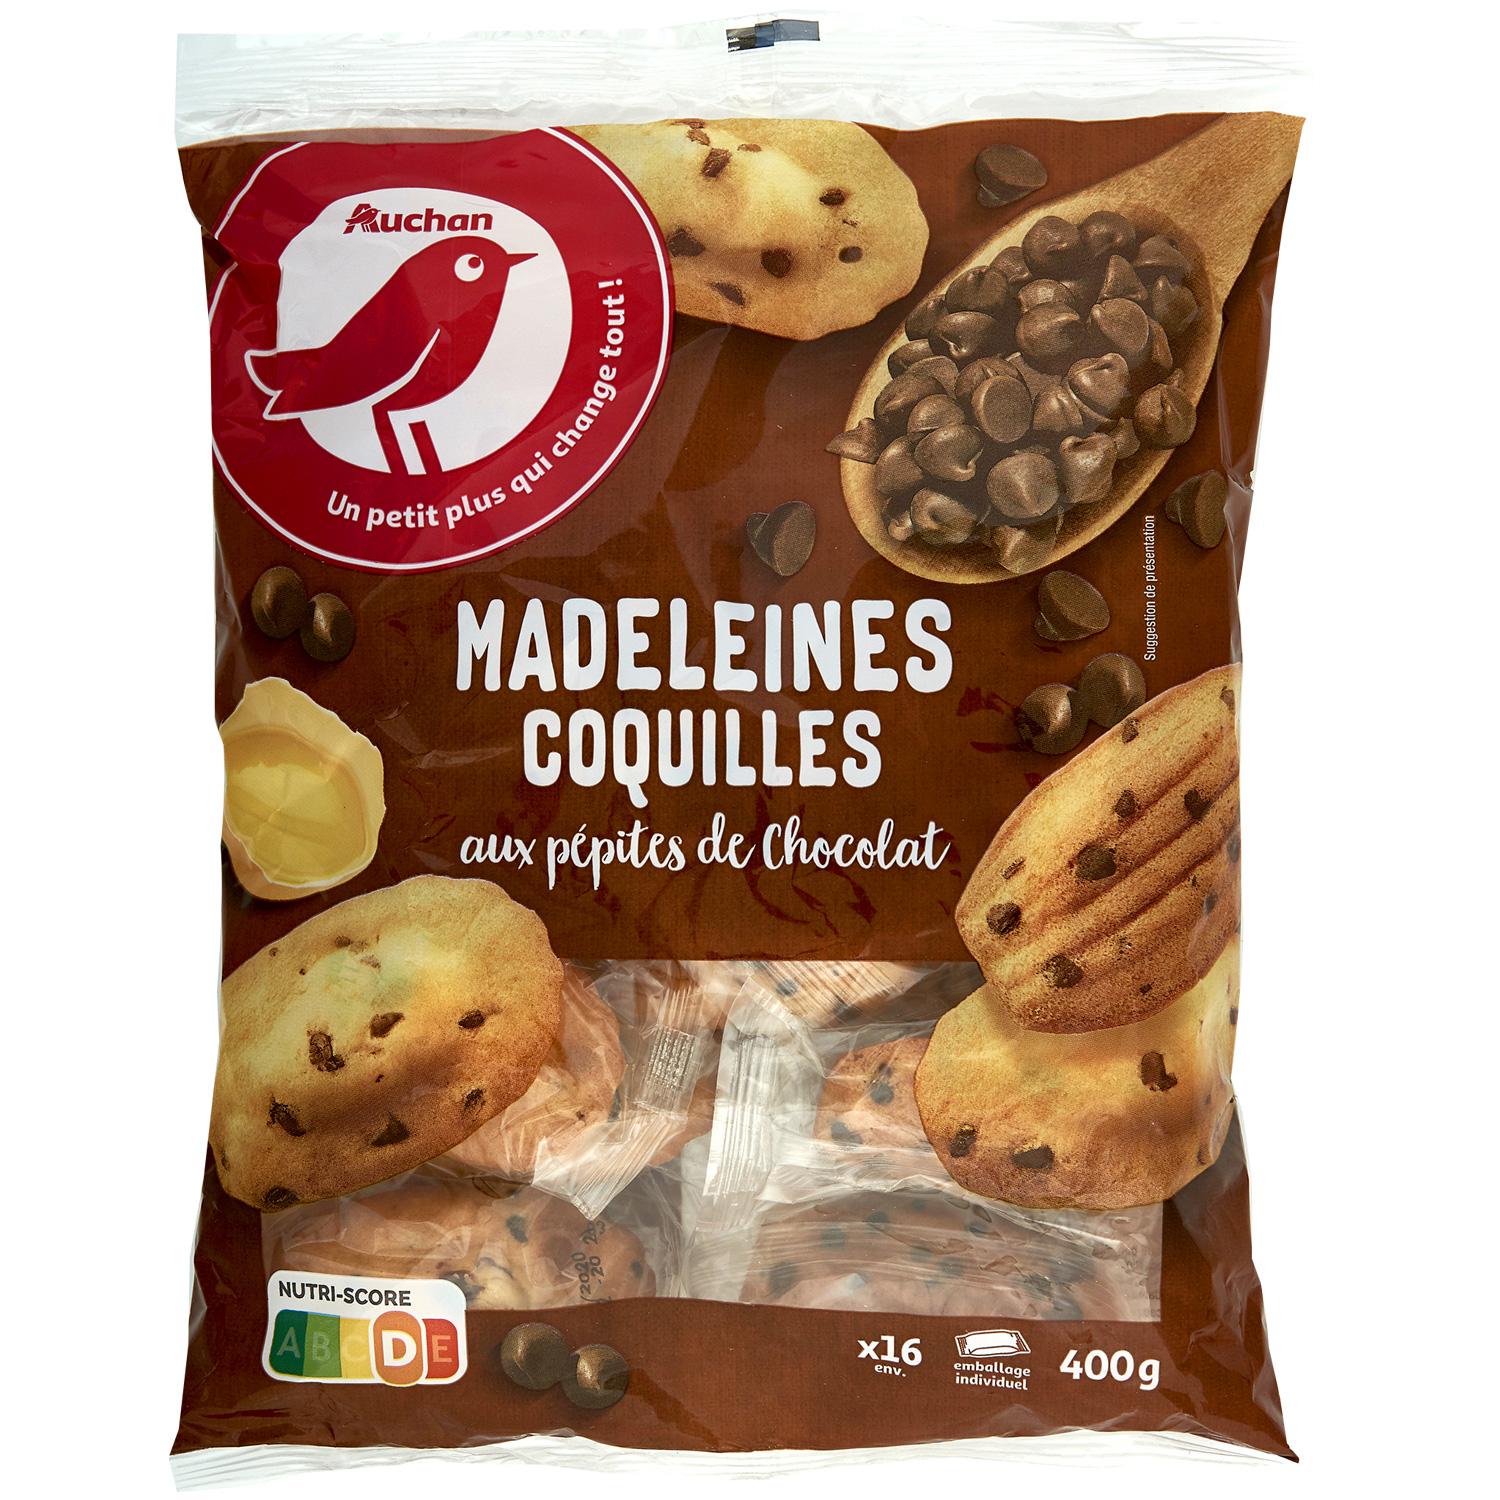 Auchan
Un petit plus qui change tout !
Suggestion de présentation
MADELEINES
COQUILLES
aux pépites de Chocolat
NUTRI-SCORE
A B C D E
x16
env.
emballage
individuel
400g